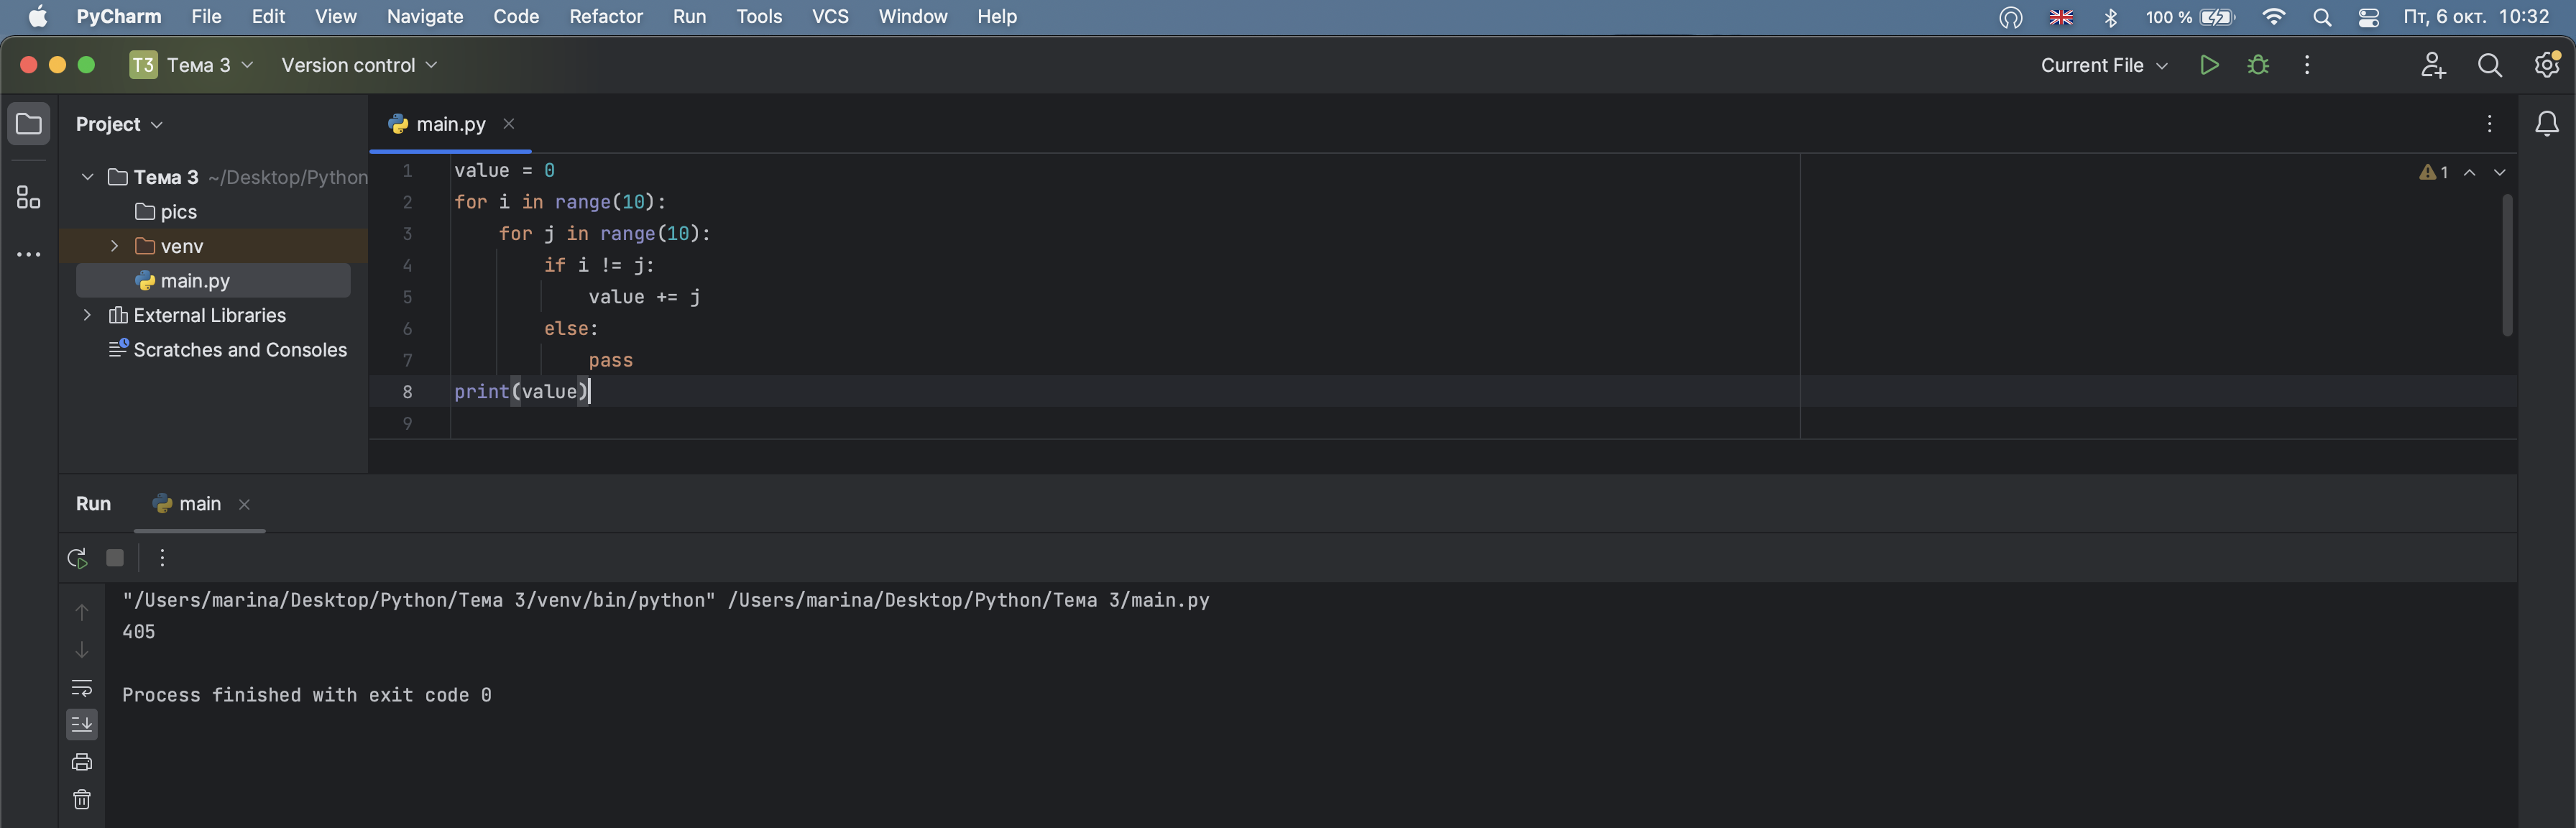 PyCharm File Edit View Navigate Code Refactor Run Tools VCS Window Help 100 % Пт, 6 окт. 10:32
T3 Тема 3 Version control Current File
Project
main.py
Тема 3 ~/Desktop/Python
pics
venv
main.py
External Libraries
Scratches and Consoles
1 value = 0
2 for i in range(10):
3     for j in range(10):
4         if i != j:
5             value += j
6         else:
7             pass
8 print(value)
9
1
Run main
"/Users/marina/Desktop/Python/Тема 3/venv/bin/python" /Users/marina/Desktop/Python/Тема 3/main.py
405
Process finished with exit code 0